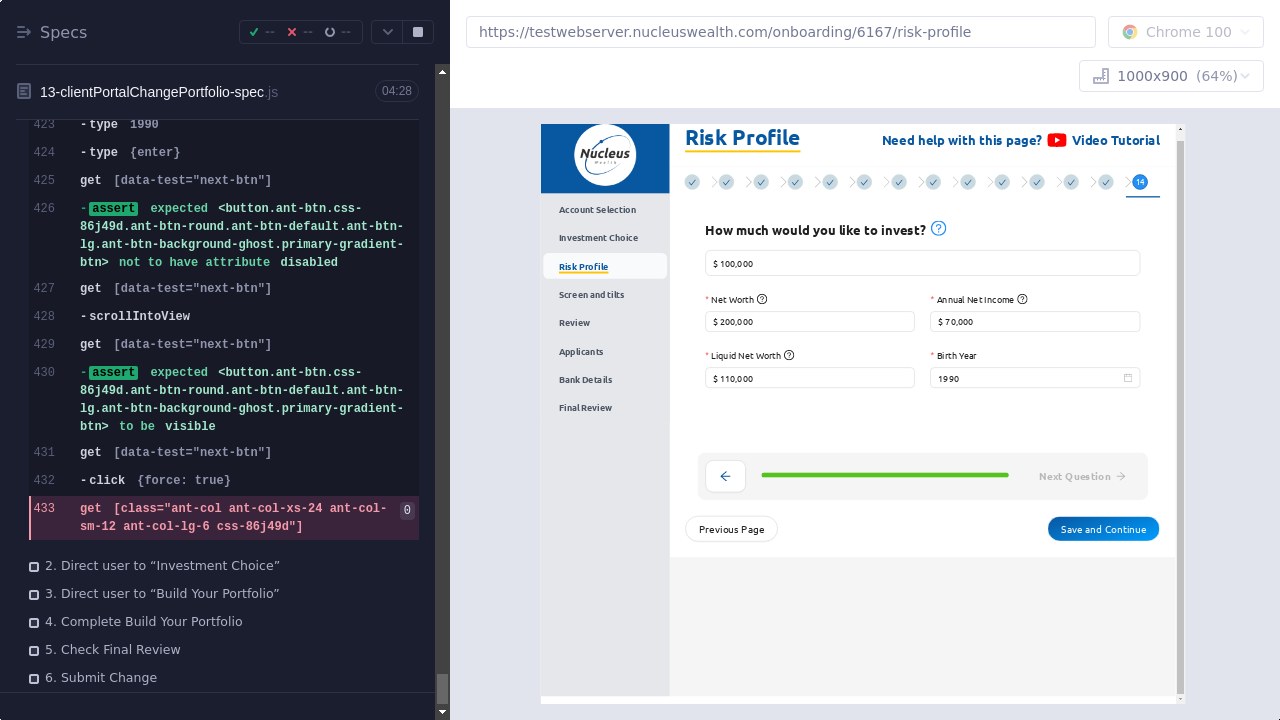 Specs
--
--
--
https://testwebserver.nucleuswealth.com/onboarding/6167/risk-profile
Chrome 100
1000x900 (64%)
13-clientPortalChangePortfolio-spec.js
04:28
423 -type 1990
424 -type {enter}
425 get [data-test="next-btn"]
426 -assert expected <button.ant-btn.css-
86j49d.ant-btn-round.ant-btn-default.ant-btn-
lg.ant-btn-background-ghost.primary-gradient-
btn> not to have attribute disabled
427 get [data-test="next-btn"]
428 -scrollIntoView
429 get [data-test="next-btn"]
430 -assert expected <button.ant-btn.css-
86j49d.ant-btn-round.ant-btn-default.ant-btn-
lg.ant-btn-background-ghost.primary-gradient-
btn> to be visible
431 get [data-test="next-btn"]
432 -click {force: true}
433 get [class="ant-col ant-col-xs-24 ant-col-
sm-12 ant-col-lg-6 css-86j49d"] 0
2. Direct user to “Investment Choice”
3. Direct user to “Build Your Portfolio”
4. Complete Build Your Portfolio
5. Check Final Review
6. Submit Change
Nucleus
Wealth
Account Selection
Investment Choice
Risk Profile
Screen and tilts
Review
Applicants
Bank Details
Final Review
Risk Profile
Need help with this page? Video Tutorial
14
How much would you like to invest?
$ 100,000
* Net Worth
$ 200,000
* Annual Net Income
$ 70,000
* Liquid Net Worth
$ 110,000
* Birth Year
1990
Next Question
Previous Page
Save and Continue